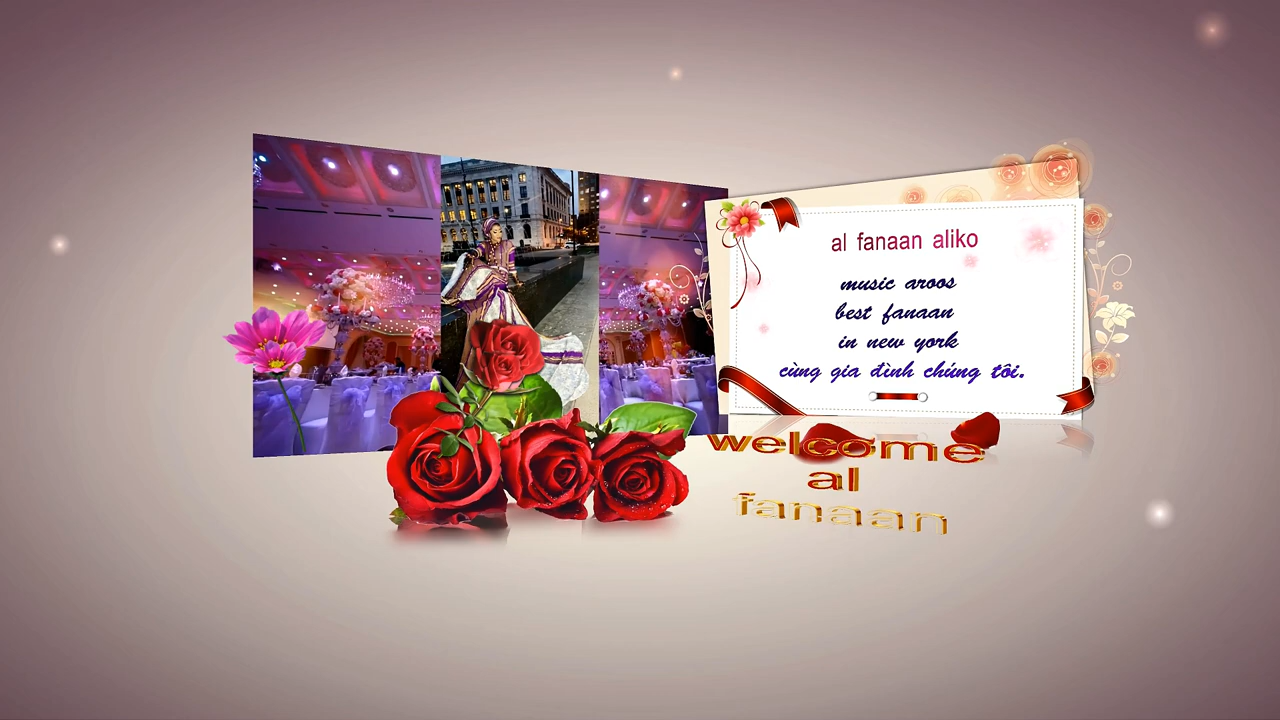 al fanaan aliko
music aroos
best fanaan
in new york
cùng gia đình chúng tôi.
welcome
al
fanaan